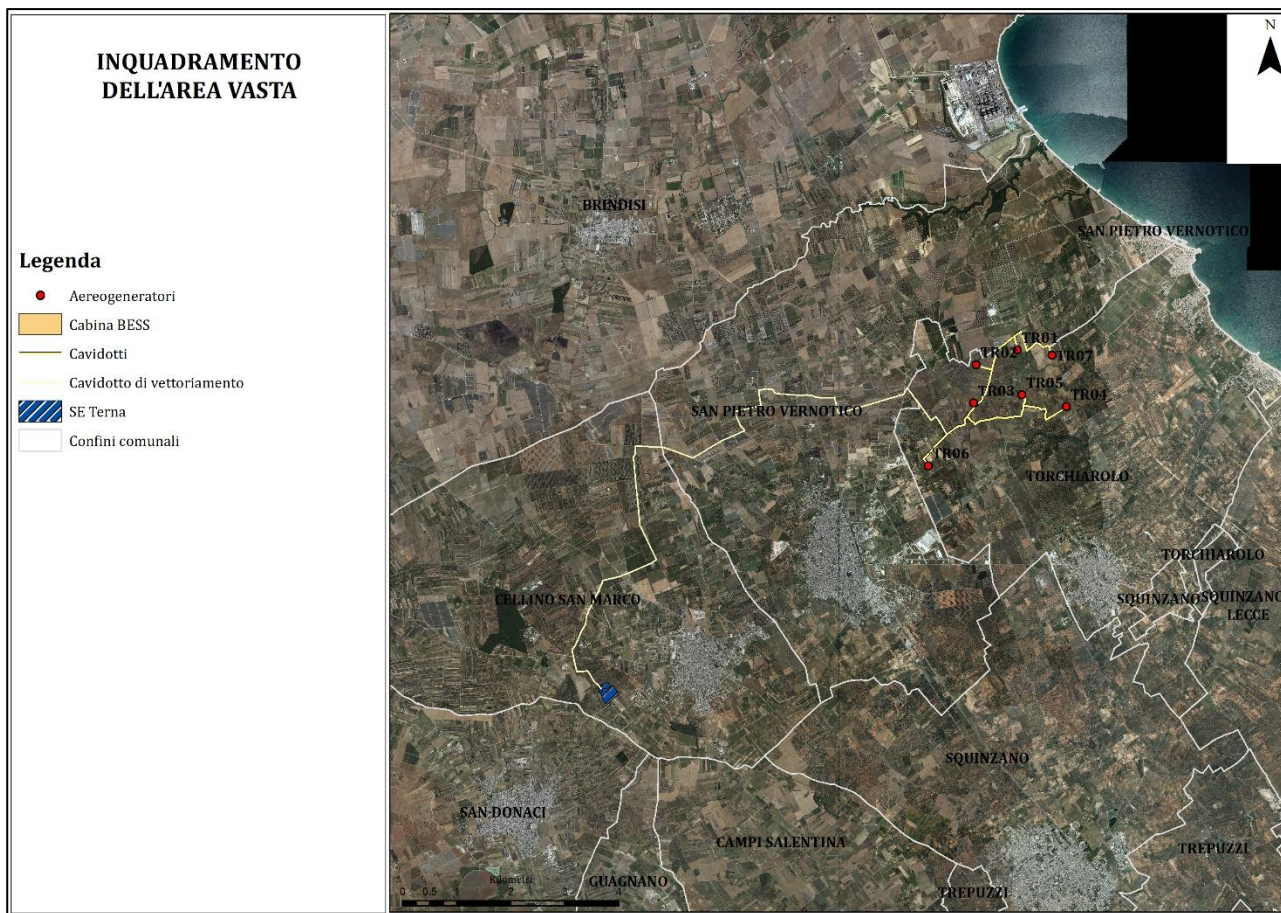 INQUADRAMENTO
DELL'AREA VASTA
Legenda
Aereogeneratori
Cabina BESS
Cavidotti
Cavidotto di vettoriamento
SE Terna
Confini comunali
N
BRINDISI
SAN PIETRO VERNOTICO
TR01
TR02
TR07
TR05
TR03
TR04
SAN PIETRO VERNOTICO
TR06
TORCHIAROLO
TORCHIAROLO
CELLINO SAN MARCO
SQUINZANO
SQUINZANO
LECCE
SQUINZANO
SAN DONACI
CAMPI SALENTINA
TREPUZZI
GUAGNANO
TREPUZZI
Kilometri
0 0.5 1 2 3 4